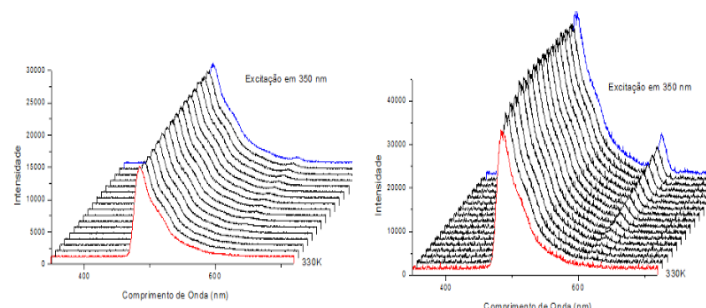 30000
25000
20000
15000
10000
5000
0
Intensidade
Excitação em 350 nm
400
600
330K
Comprimento de Onda (nm)
40000
30000
20000
10000
0
Intensidade
Excitação em 350 nm
400
600
330K
Comprimento de Onda (nm)